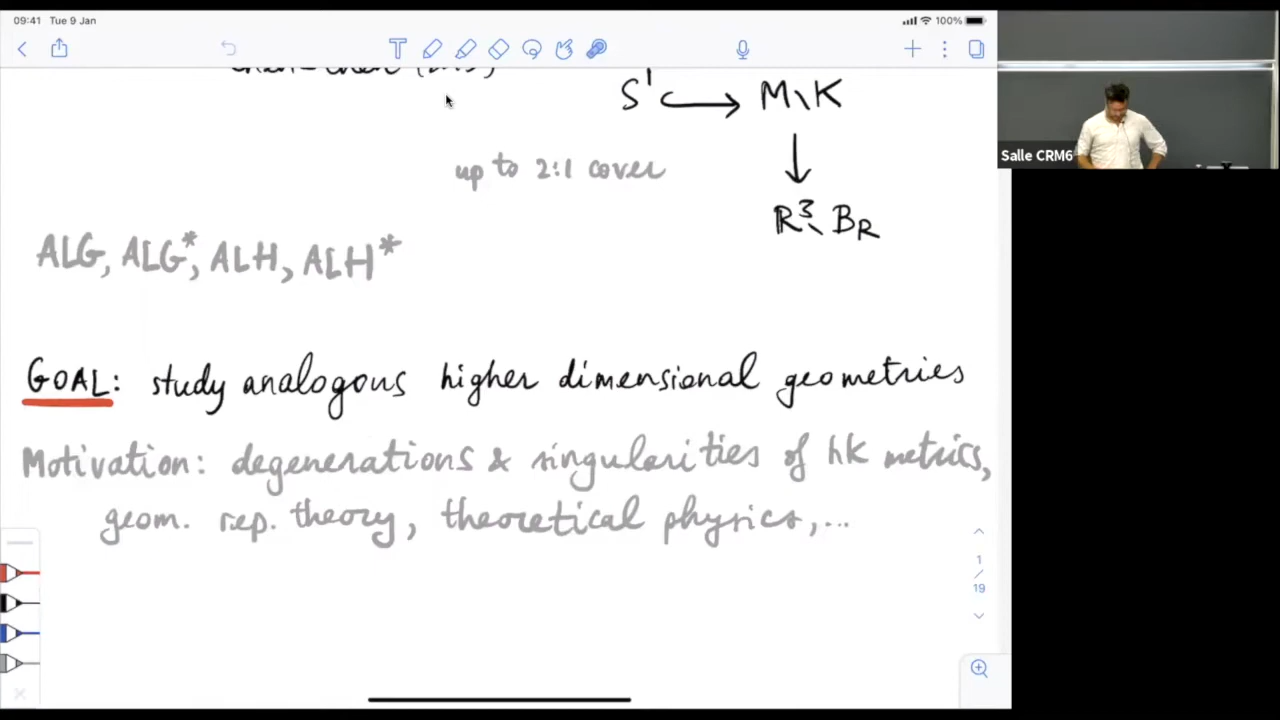 09:41 Tue 9 Jan
100%
S¹ ↪ M\K
up to 2:1 cover
↓
R³\B_R
ALG, ALG*, ALH, ALH*
GOAL: study analogous higher dimensional geometries
Motivation: degenerations & singularities of hk metrics,
geom. rep. theory, theoretical physics,...
1
/
19
Salle CRM6